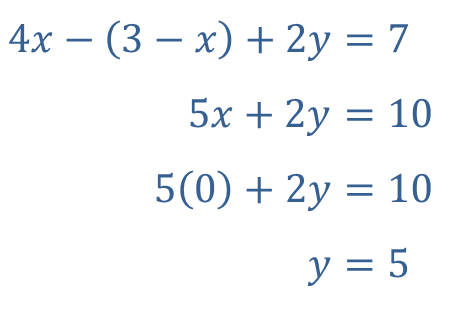 4x − (3 − x) + 2y = 7
5x + 2y = 10
5(0) + 2y = 10
y = 5